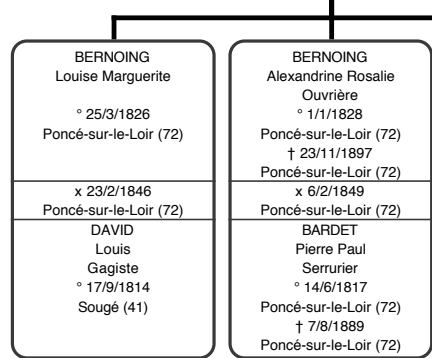 BERNOING
Louise Marguerite
° 25/3/1826
Poncé-sur-le-Loir (72)
x 23/2/1846
Poncé-sur-le-Loir (72)
DAVID
Louis
Gagiste
° 17/9/1814
Sougé (41)
BERNOING
Alexandrine Rosalie
Ouvrière
° 1/1/1828
Poncé-sur-le-Loir (72)
† 23/11/1897
Poncé-sur-le-Loir (72)
x 6/2/1849
Poncé-sur-le-Loir (72)
BARDET
Pierre Paul
Serrurier
° 14/6/1817
Poncé-sur-le-Loir (72)
† 7/8/1889
Poncé-sur-le-Loir (72)